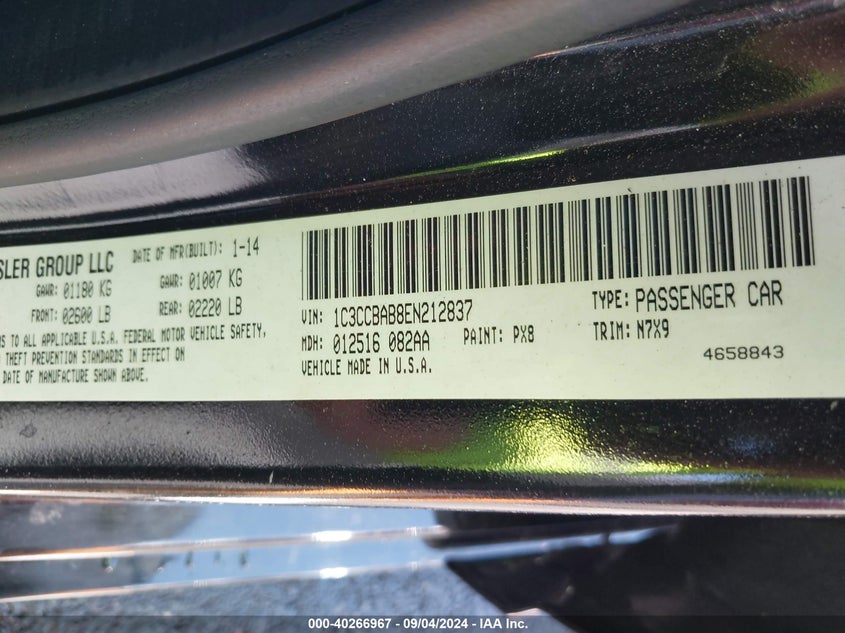 SLER GROUP LLC
DATE OF MFR(BUILT): 1-14
GAWR: 01180 KG
GAWR: 01007 KG
FRONT: 02600 LB
REAR: 02220 LB
S TO ALL APPLICABLE U.S.A. FEDERAL MOTOR VEHICLE SAFETY,
THEFT PREVENTION STANDARDS IN EFFECT ON
DATE OF MANUFACTURE SHOWN ABOVE.
VIN: 1C3CCBAB8EN212837
TYPE: PASSENGER CAR
MDH: 012516 082AA
PAINT: PX8
TRIM: N7X9
VEHICLE MADE IN U.S.A.
4658843
000-40266967 - 09/04/2024 - IAA Inc.